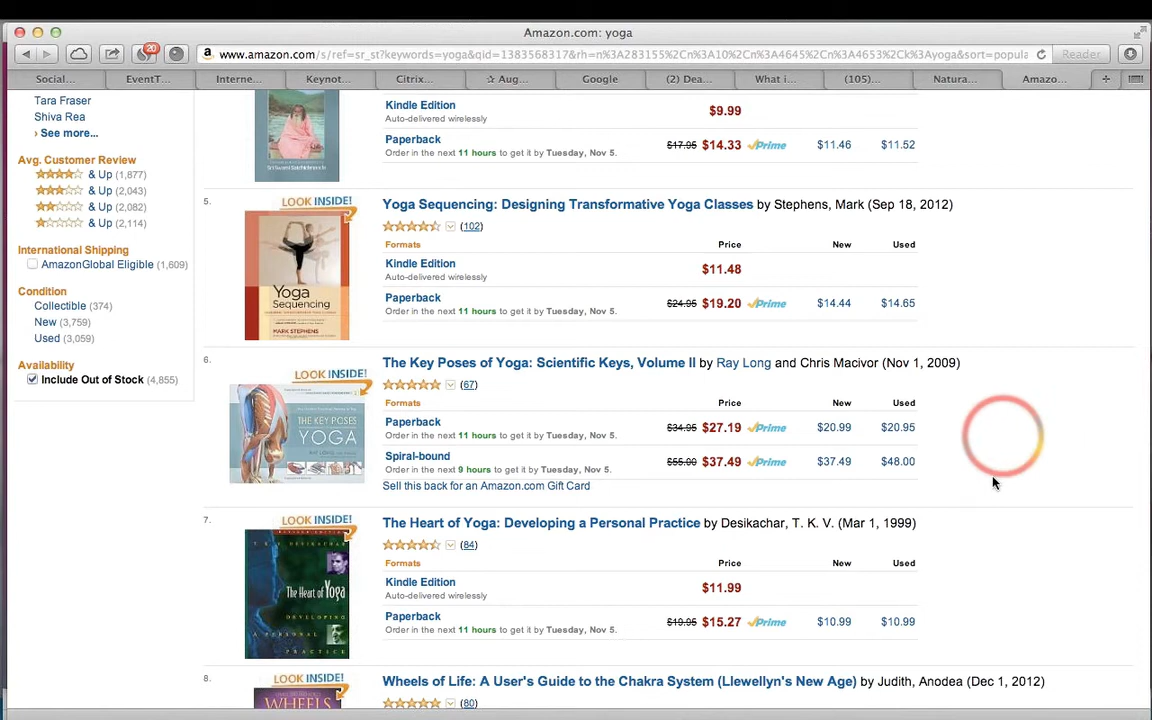 Amazon.com: yoga
20
www.amazon.com/s/ref=sr_st?keywords=yoga&qid=1383568317&rh=n%3A283155%2Cn%3A10%2Cn%3A4645%2Cn%3A4653%2Ck%3Ayoga&sort=popula
Reader
Social...
EventT...
Interne...
Keynot...
Citrix...
☆ Aug...
Google
(2) Dea...
What i...
(105)...
Natura...
Amazo...
+
Tara Fraser
Shiva Rea
› See more...
Avg. Customer Review
& Up (1,877)
& Up (2,043)
& Up (2,082)
& Up (2,114)
International Shipping
AmazonGlobal Eligible (1,609)
Condition
Collectible (374)
New (3,759)
Used (3,059)
Availability
Include Out of Stock (4,855)
Kindle Edition $9.99
Auto-delivered wirelessly
Paperback $17.95 $14.33 Prime $11.46 $11.52
Order in the next 11 hours to get it by Tuesday, Nov 5.
5.
LOOK INSIDE!
Yoga
Sequencing
MARK STEPHENS
Yoga Sequencing: Designing Transformative Yoga Classes by Stephens, Mark (Sep 18, 2012)
(102)
Formats Price New Used
Kindle Edition $11.48
Auto-delivered wirelessly
Paperback $24.95 $19.20 Prime $14.44 $14.65
Order in the next 11 hours to get it by Tuesday, Nov 5.
6.
LOOK INSIDE!
THE KEY POSES
YOGA
The Key Poses of Yoga: Scientific Keys, Volume II by Ray Long and Chris Macivor (Nov 1, 2009)
(67)
Formats Price New Used
Paperback $34.95 $27.19 Prime $20.99 $20.95
Order in the next 11 hours to get it by Tuesday, Nov 5.
Spiral-bound $55.00 $37.49 Prime $37.49 $48.00
Order in the next 9 hours to get it by Tuesday, Nov 5.
Sell this back for an Amazon.com Gift Card
7.
LOOK INSIDE!
The Heart of Yoga
DEVELOPING
A PERSONAL
PRACTICE
The Heart of Yoga: Developing a Personal Practice by Desikachar, T. K. V. (Mar 1, 1999)
(84)
Formats Price New Used
Kindle Edition $11.99
Auto-delivered wirelessly
Paperback $19.95 $15.27 Prime $10.99 $10.99
Order in the next 11 hours to get it by Tuesday, Nov 5.
8.
LOOK INSIDE!
WHEELS
Wheels of Life: A User's Guide to the Chakra System (Llewellyn's New Age) by Judith, Anodea (Dec 1, 2012)
(80)